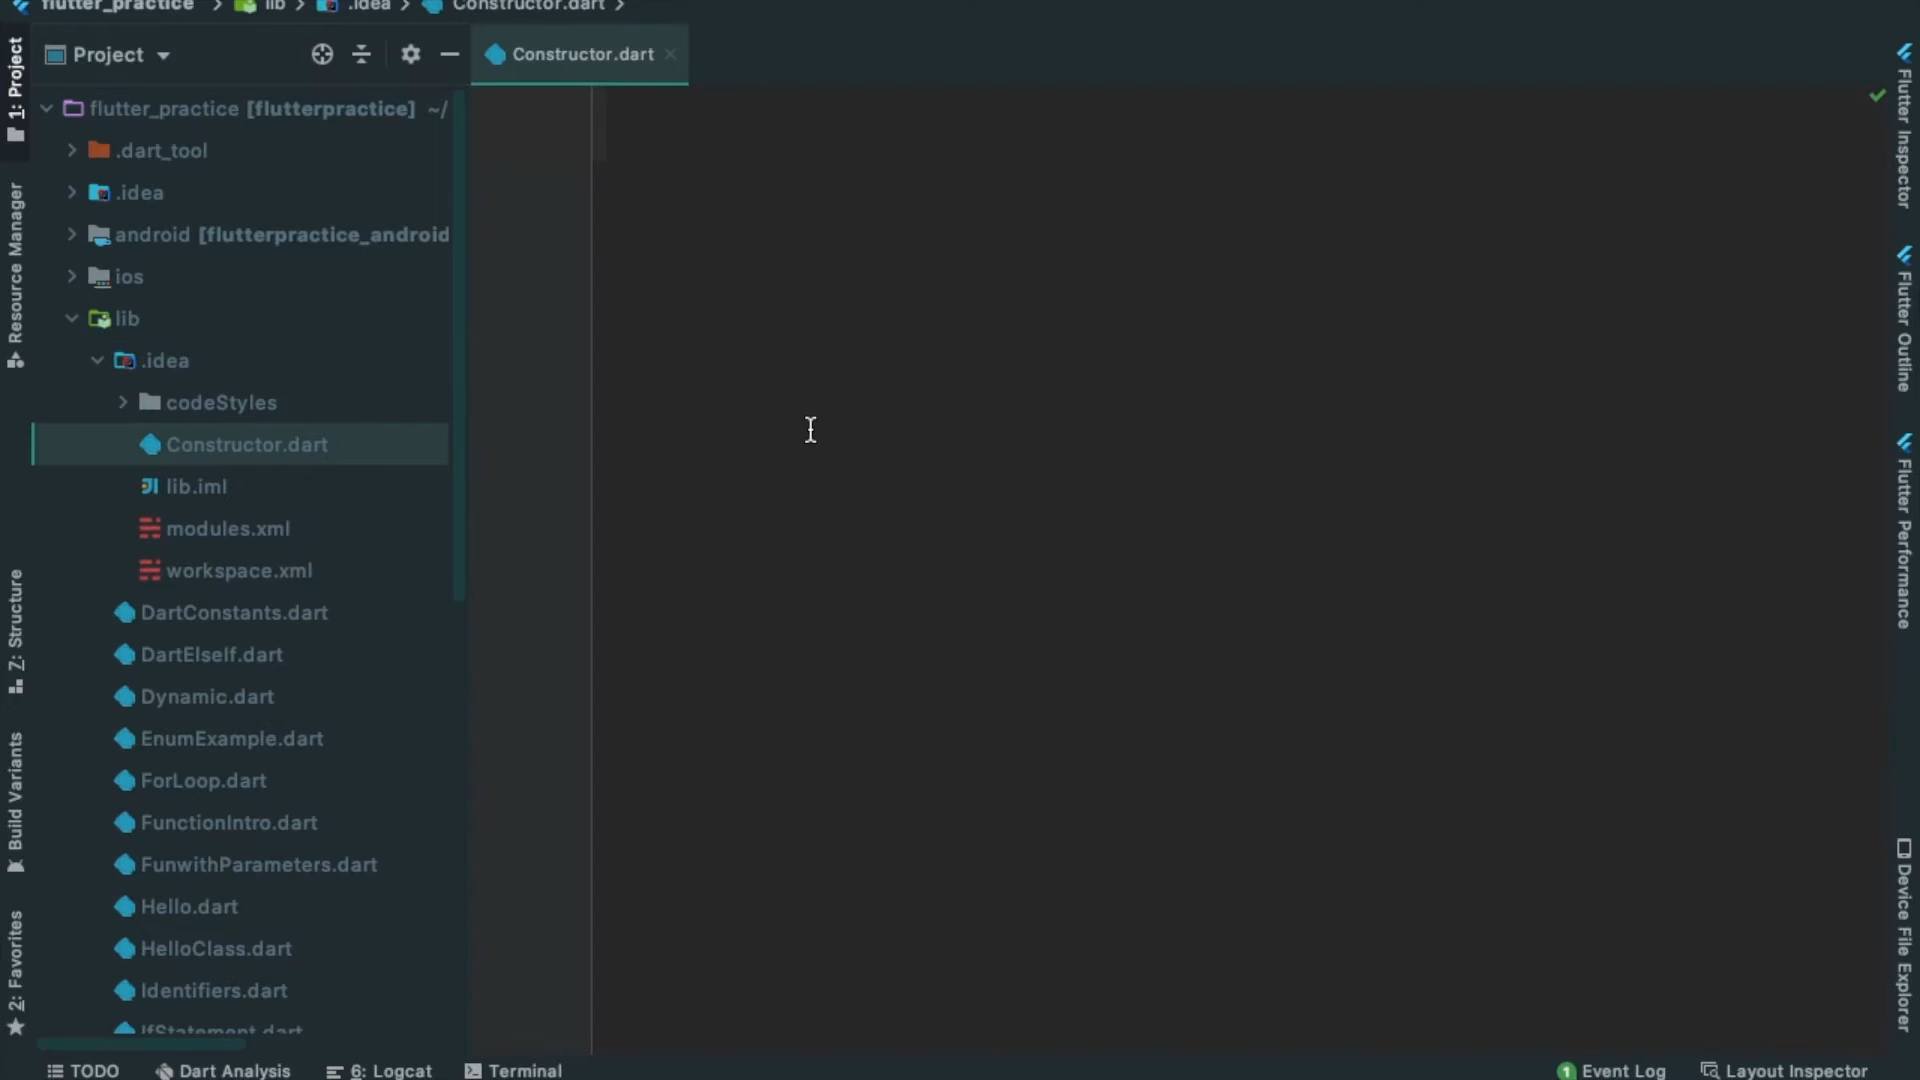 flutter_practice > lib > .idea > Constructor.dart >
Project
Constructor.dart
flutter_practice [flutterpractice] ~/
.dart_tool
.idea
android [flutterpractice_android
ios
lib
.idea
codeStyles
Constructor.dart
lib.iml
modules.xml
workspace.xml
DartConstants.dart
DartElseIf.dart
Dynamic.dart
EnumExample.dart
ForLoop.dart
FunctionIntro.dart
FunwithParameters.dart
Hello.dart
HelloClass.dart
Identifiers.dart
IfStatement.dart
1: Project
Resource Manager
Z: Structure
Build Variants
2: Favorites
Flutter Inspector
Flutter Outline
Flutter Performance
Device File Explorer
TODO
Dart Analysis
6: Logcat
Terminal
1 Event Log
Layout Inspector